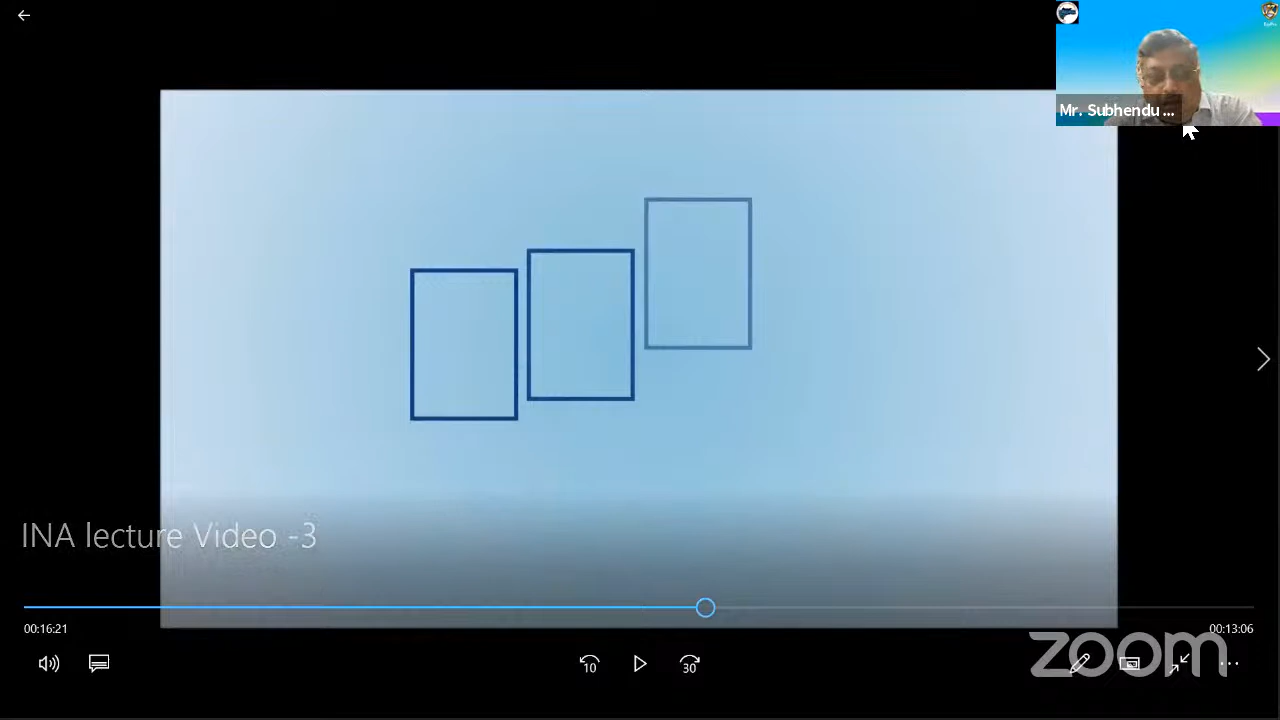 Mr. Subhendu ...
INA lecture Video -3
00:16:21
00:13:06
10
30
zoom